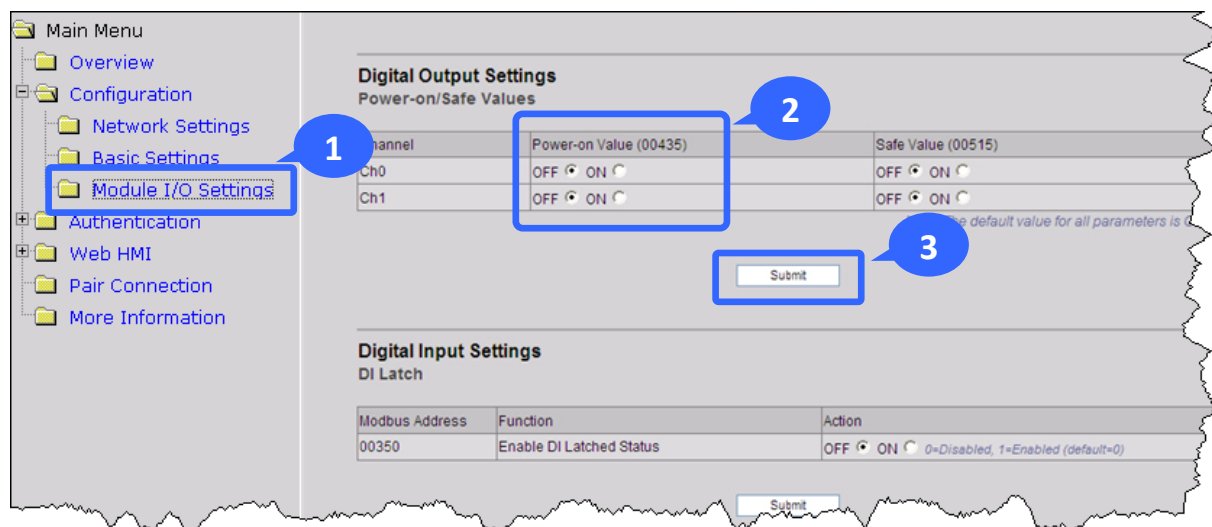 Main Menu
Overview
Configuration
Network Settings
Basic Settings
Module I/O Settings
Authentication
Web HMI
Pair Connection
More Information
1
Digital Output Settings
Power-on/Safe Values
2
hannel Power-on Value (00435) Safe Value (00515)
Ch0 OFF ON OFF ON
Ch1 OFF ON OFF ON
The default value for all parameters is
3
Submit
Digital Input Settings
DI Latch
Modbus Address Function Action
00350 Enable DI Latched Status OFF ON 0=Disabled, 1=Enabled (default=0)
Submit